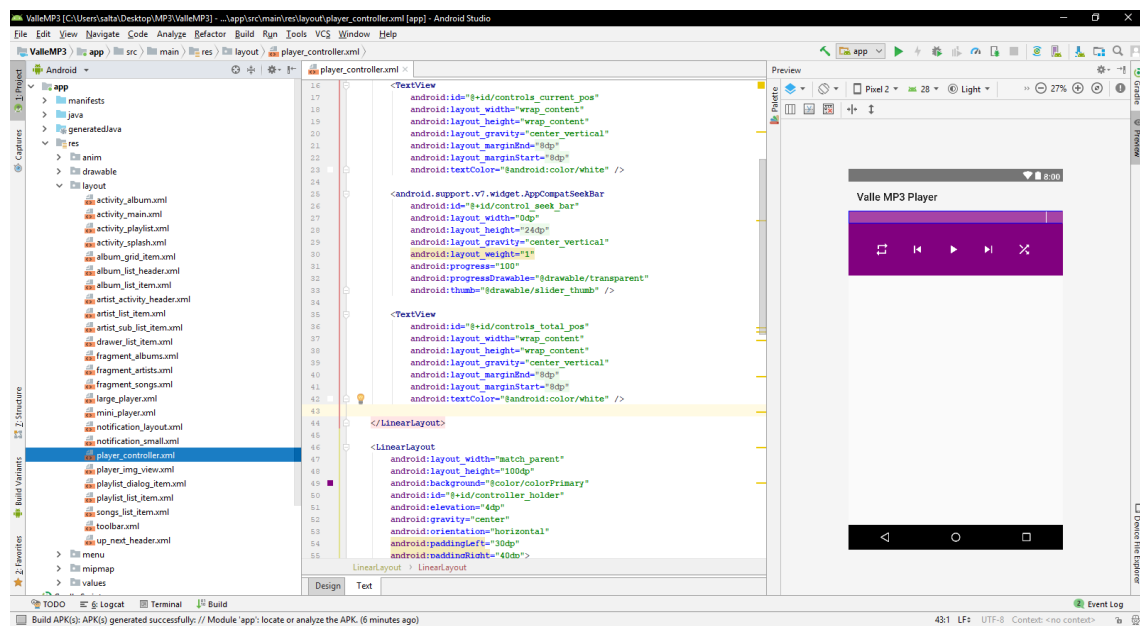 ValleMP3 [C:\Users\salta\Desktop\MP3\ValleMP3] - ...\app\src\main\res\layout\player_controller.xml [app] - Android Studio
File Edit View Navigate Code Analyze Refactor Build Run Tools VCS Window Help
ValleMP3 app src main res layout player_controller.xml
app
Android
player_controller.xml
Preview
1: Project
Captures
Z: Structure
Build Variants
2: Favorites
app
manifests
java
generatedJava
res
anim
drawable
layout
activity_album.xml
activity_main.xml
activity_playlist.xml
activity_splash.xml
album_grid_item.xml
album_list_header.xml
album_list_item.xml
artist_activity_header.xml
artist_list_item.xml
artist_sub_list_item.xml
drawer_list_item.xml
fragment_albums.xml
fragment_artists.xml
fragment_songs.xml
large_player.xml
mini_player.xml
notification_layout.xml
notification_small.xml
player_controller.xml
player_img_view.xml
playlist_dialog_item.xml
playlist_list_item.xml
songs_list_item.xml
toolbar.xml
up_next_header.xml
menu
mipmap
values
16 <TextView
17 android:id="@+id/controls_current_pos"
18 android:layout_width="wrap_content"
19 android:layout_height="wrap_content"
20 android:layout_gravity="center_vertical"
21 android:layout_marginEnd="8dp"
22 android:layout_marginStart="8dp"
23 android:textColor="@android:color/white" />
24
25 <android.support.v7.widget.AppCompatSeekBar
26 android:id="@+id/control_seek_bar"
27 android:layout_width="0dp"
28 android:layout_height="24dp"
29 android:layout_gravity="center_vertical"
30 android:layout_weight="1"
31 android:progress="100"
32 android:progressDrawable="@drawable/transparent"
33 android:thumb="@drawable/slider_thumb" />
34
35 <TextView
36 android:id="@+id/controls_total_pos"
37 android:layout_width="wrap_content"
38 android:layout_height="wrap_content"
39 android:layout_gravity="center_vertical"
40 android:layout_marginEnd="8dp"
41 android:layout_marginStart="8dp"
42 android:textColor="@android:color/white" />
43
44 </LinearLayout>
45
46 <LinearLayout
47 android:layout_width="match_parent"
48 android:layout_height="100dp"
49 android:background="@color/colorPrimary"
50 android:id="@+id/controller_holder"
51 android:elevation="4dp"
52 android:gravity="center"
53 android:orientation="horizontal"
54 android:paddingLeft="30dp"
55 android:paddingRight="40dp">
LinearLayout > LinearLayout
Design Text
Palette
Pixel 2 28 Light 27%
8:00
Valle MP3 Player
Gradle
Preview
Device File Explorer
TODO 6: Logcat Terminal Build
2 Event Log
Build APK(s): APK(s) generated successfully: // Module 'app': locate or analyze the APK. (6 minutes ago)
43:1 LF UTF-8 Context: <no context>